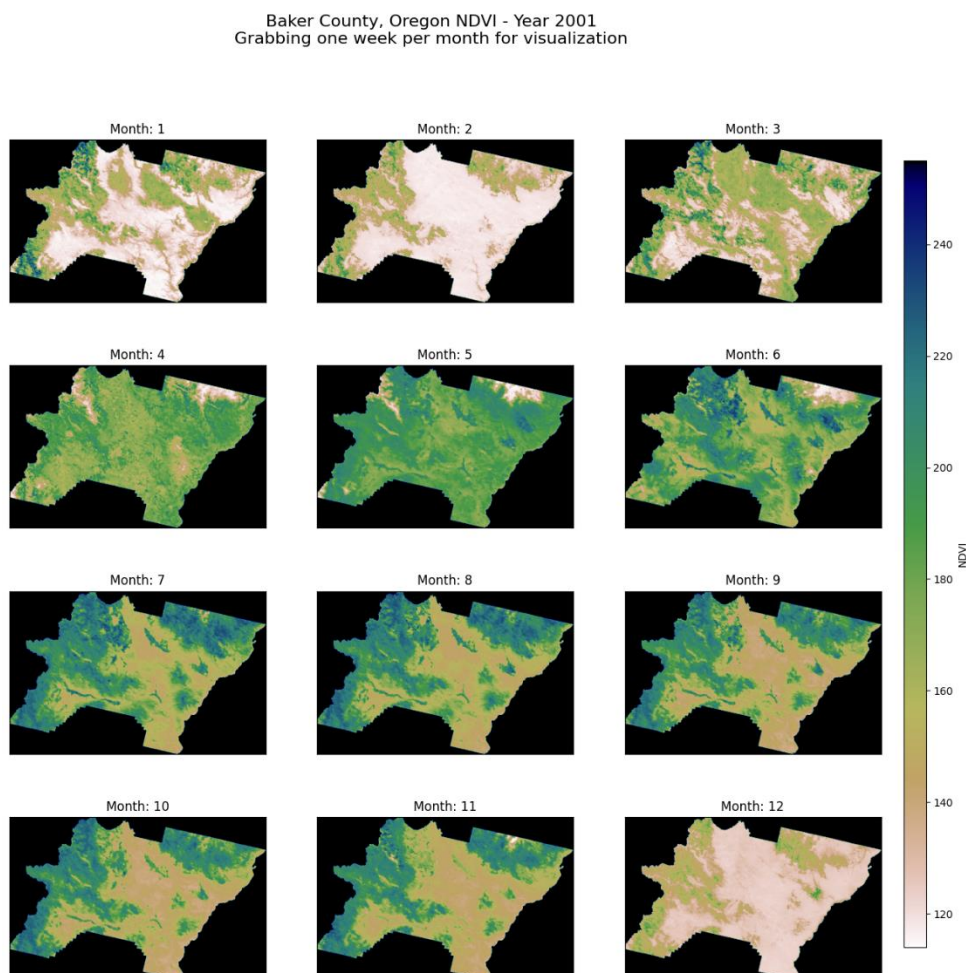 Baker County, Oregon NDVI - Year 2001
Grabbing one week per month for visualization
Month: 1
Month: 2
Month: 3
Month: 4
Month: 5
Month: 6
Month: 7
Month: 8
Month: 9
Month: 10
Month: 11
Month: 12
240
220
200
180
160
140
120
NDVI